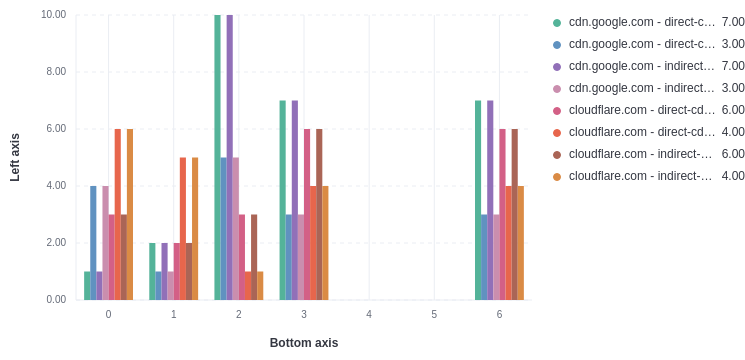 10.00
8.00
6.00
4.00
2.00
0.00
Left axis
0 1 2 3 4 5 6
Bottom axis
cdn.google.com - direct-c… 7.00
cdn.google.com - direct-c… 3.00
cdn.google.com - indirect… 7.00
cdn.google.com - indirect… 3.00
cloudflare.com - direct-cd… 6.00
cloudflare.com - direct-cd… 4.00
cloudflare.com - indirect-… 6.00
cloudflare.com - indirect-… 4.00